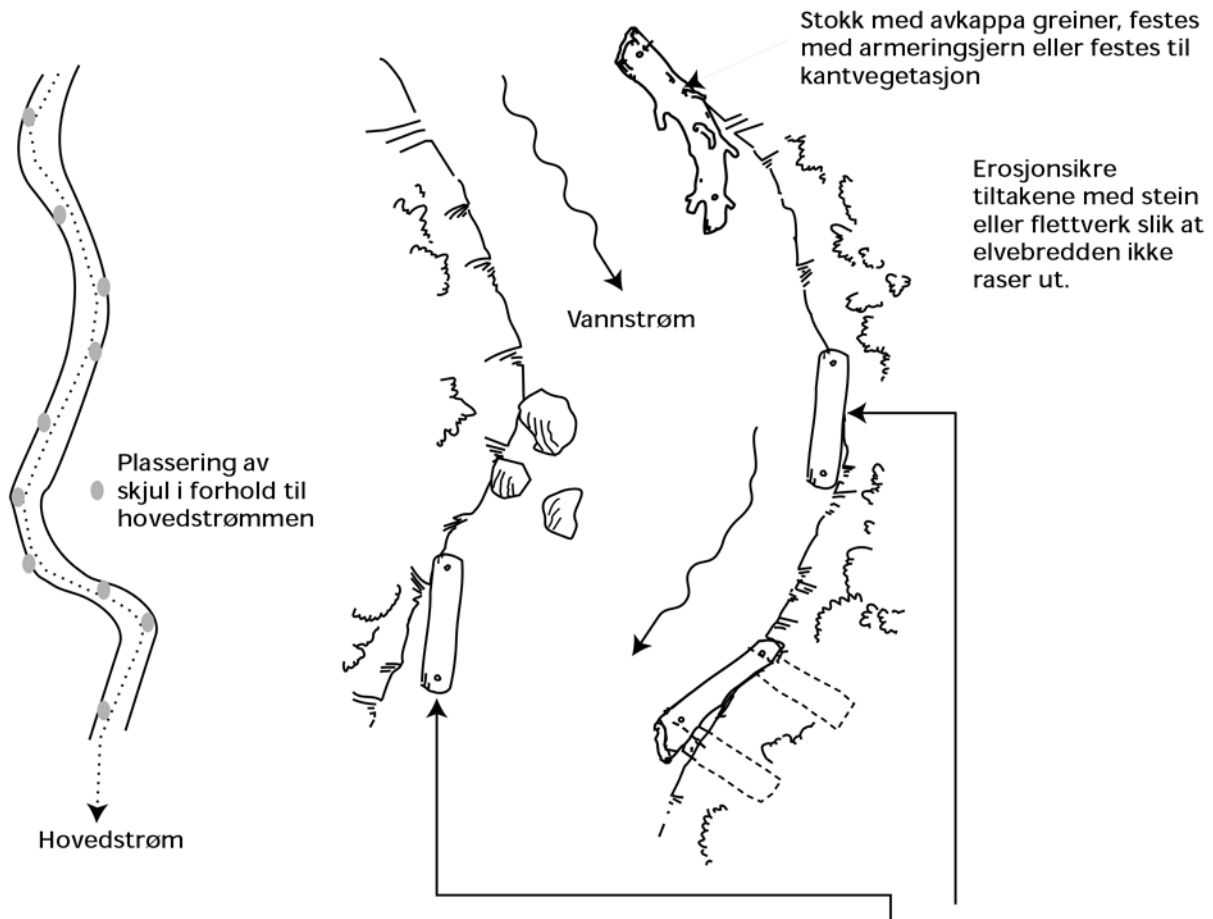 Stokk med avkappa greiner, festes
med armeringsjern eller festes til
kantvegetasjon
Erosjonsikre
tiltakene med stein
eller flettverk slik at
elvebredden ikke
raser ut.
Vannstrøm
Plassering av
skjul i forhold til
hovedstrømmen
Hovedstrøm